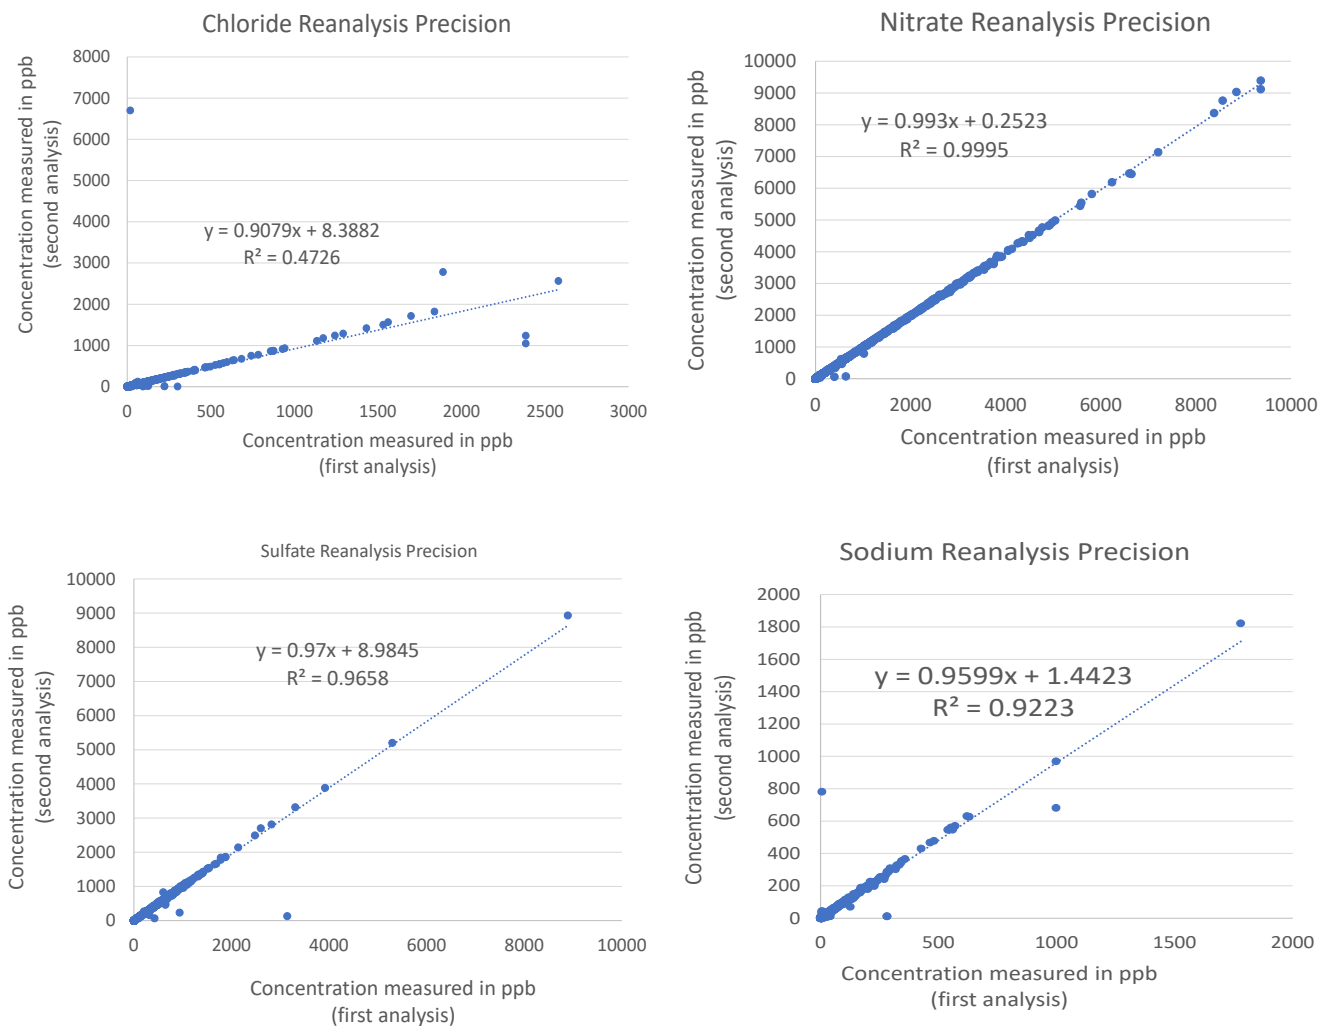 Chloride Reanalysis Precision
Concentration measured in ppb
(second analysis)
8000
7000
6000
5000
4000
3000
2000
1000
0
y = 0.9079x + 8.3882
R² = 0.4726
0 500 1000 1500 2000 2500 3000
Concentration measured in ppb
(first analysis)
Nitrate Reanalysis Precision
Concentration measured in ppb
(second analysis)
10000
9000
8000
7000
6000
5000
4000
3000
2000
1000
0
y = 0.993x + 0.2523
R² = 0.9995
0 2000 4000 6000 8000 10000
Concentration measured in ppb
(first analysis)
Sulfate Reanalysis Precision
Concentration measured in ppb
(second analysis)
10000
9000
8000
7000
6000
5000
4000
3000
2000
1000
0
y = 0.97x + 8.9845
R² = 0.9658
0 2000 4000 6000 8000 10000
Concentration measured in ppb
(first analysis)
Sodium Reanalysis Precision
Concentration measured in ppb
(second analysis)
2000
1800
1600
1400
1200
1000
800
600
400
200
0
y = 0.9599x + 1.4423
R² = 0.9223
0 500 1000 1500 2000
Concentration measured in ppb
(first analysis)